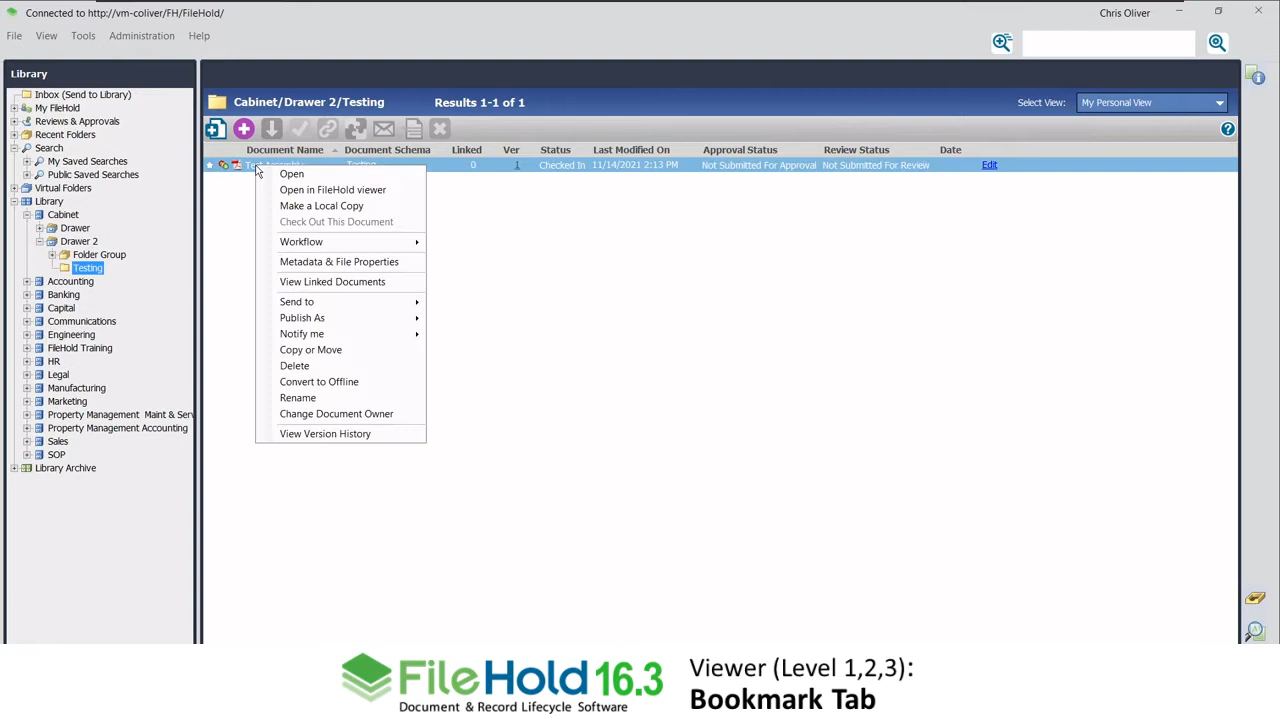 Connected to http://vm-coliver/FH/FileHold/
Chris Oliver
File View Tools Administration Help
Library
Inbox (Send to Library)
My FileHold
Reviews & Approvals
Recent Folders
Search
My Saved Searches
Public Saved Searches
Virtual Folders
Library
Cabinet
Drawer
Drawer 2
Folder Group
Testing
Accounting
Banking
Capital
Communications
Engineering
FileHold Training
HR
Legal
Manufacturing
Marketing
Property Management Maint & Serv
Property Management Accounting
Sales
SOP
Library Archive
Cabinet/Drawer 2/Testing Results 1-1 of 1 Select View: My Personal View
Document Name Document Schema Linked Ver Status Last Modified On Approval Status Review Status Date
Testing 0 1 Checked In 11/14/2021 2:13 PM Not Submitted For Approval Not Submitted For Review Edit
Open
Open in FileHold viewer
Make a Local Copy
Check Out This Document
Workflow
Metadata & File Properties
View Linked Documents
Send to
Publish As
Notify me
Copy or Move
Delete
Convert to Offline
Rename
Change Document Owner
View Version History
FileHold 16.3
Document & Record Lifecycle Software
Viewer (Level 1,2,3):
Bookmark Tab